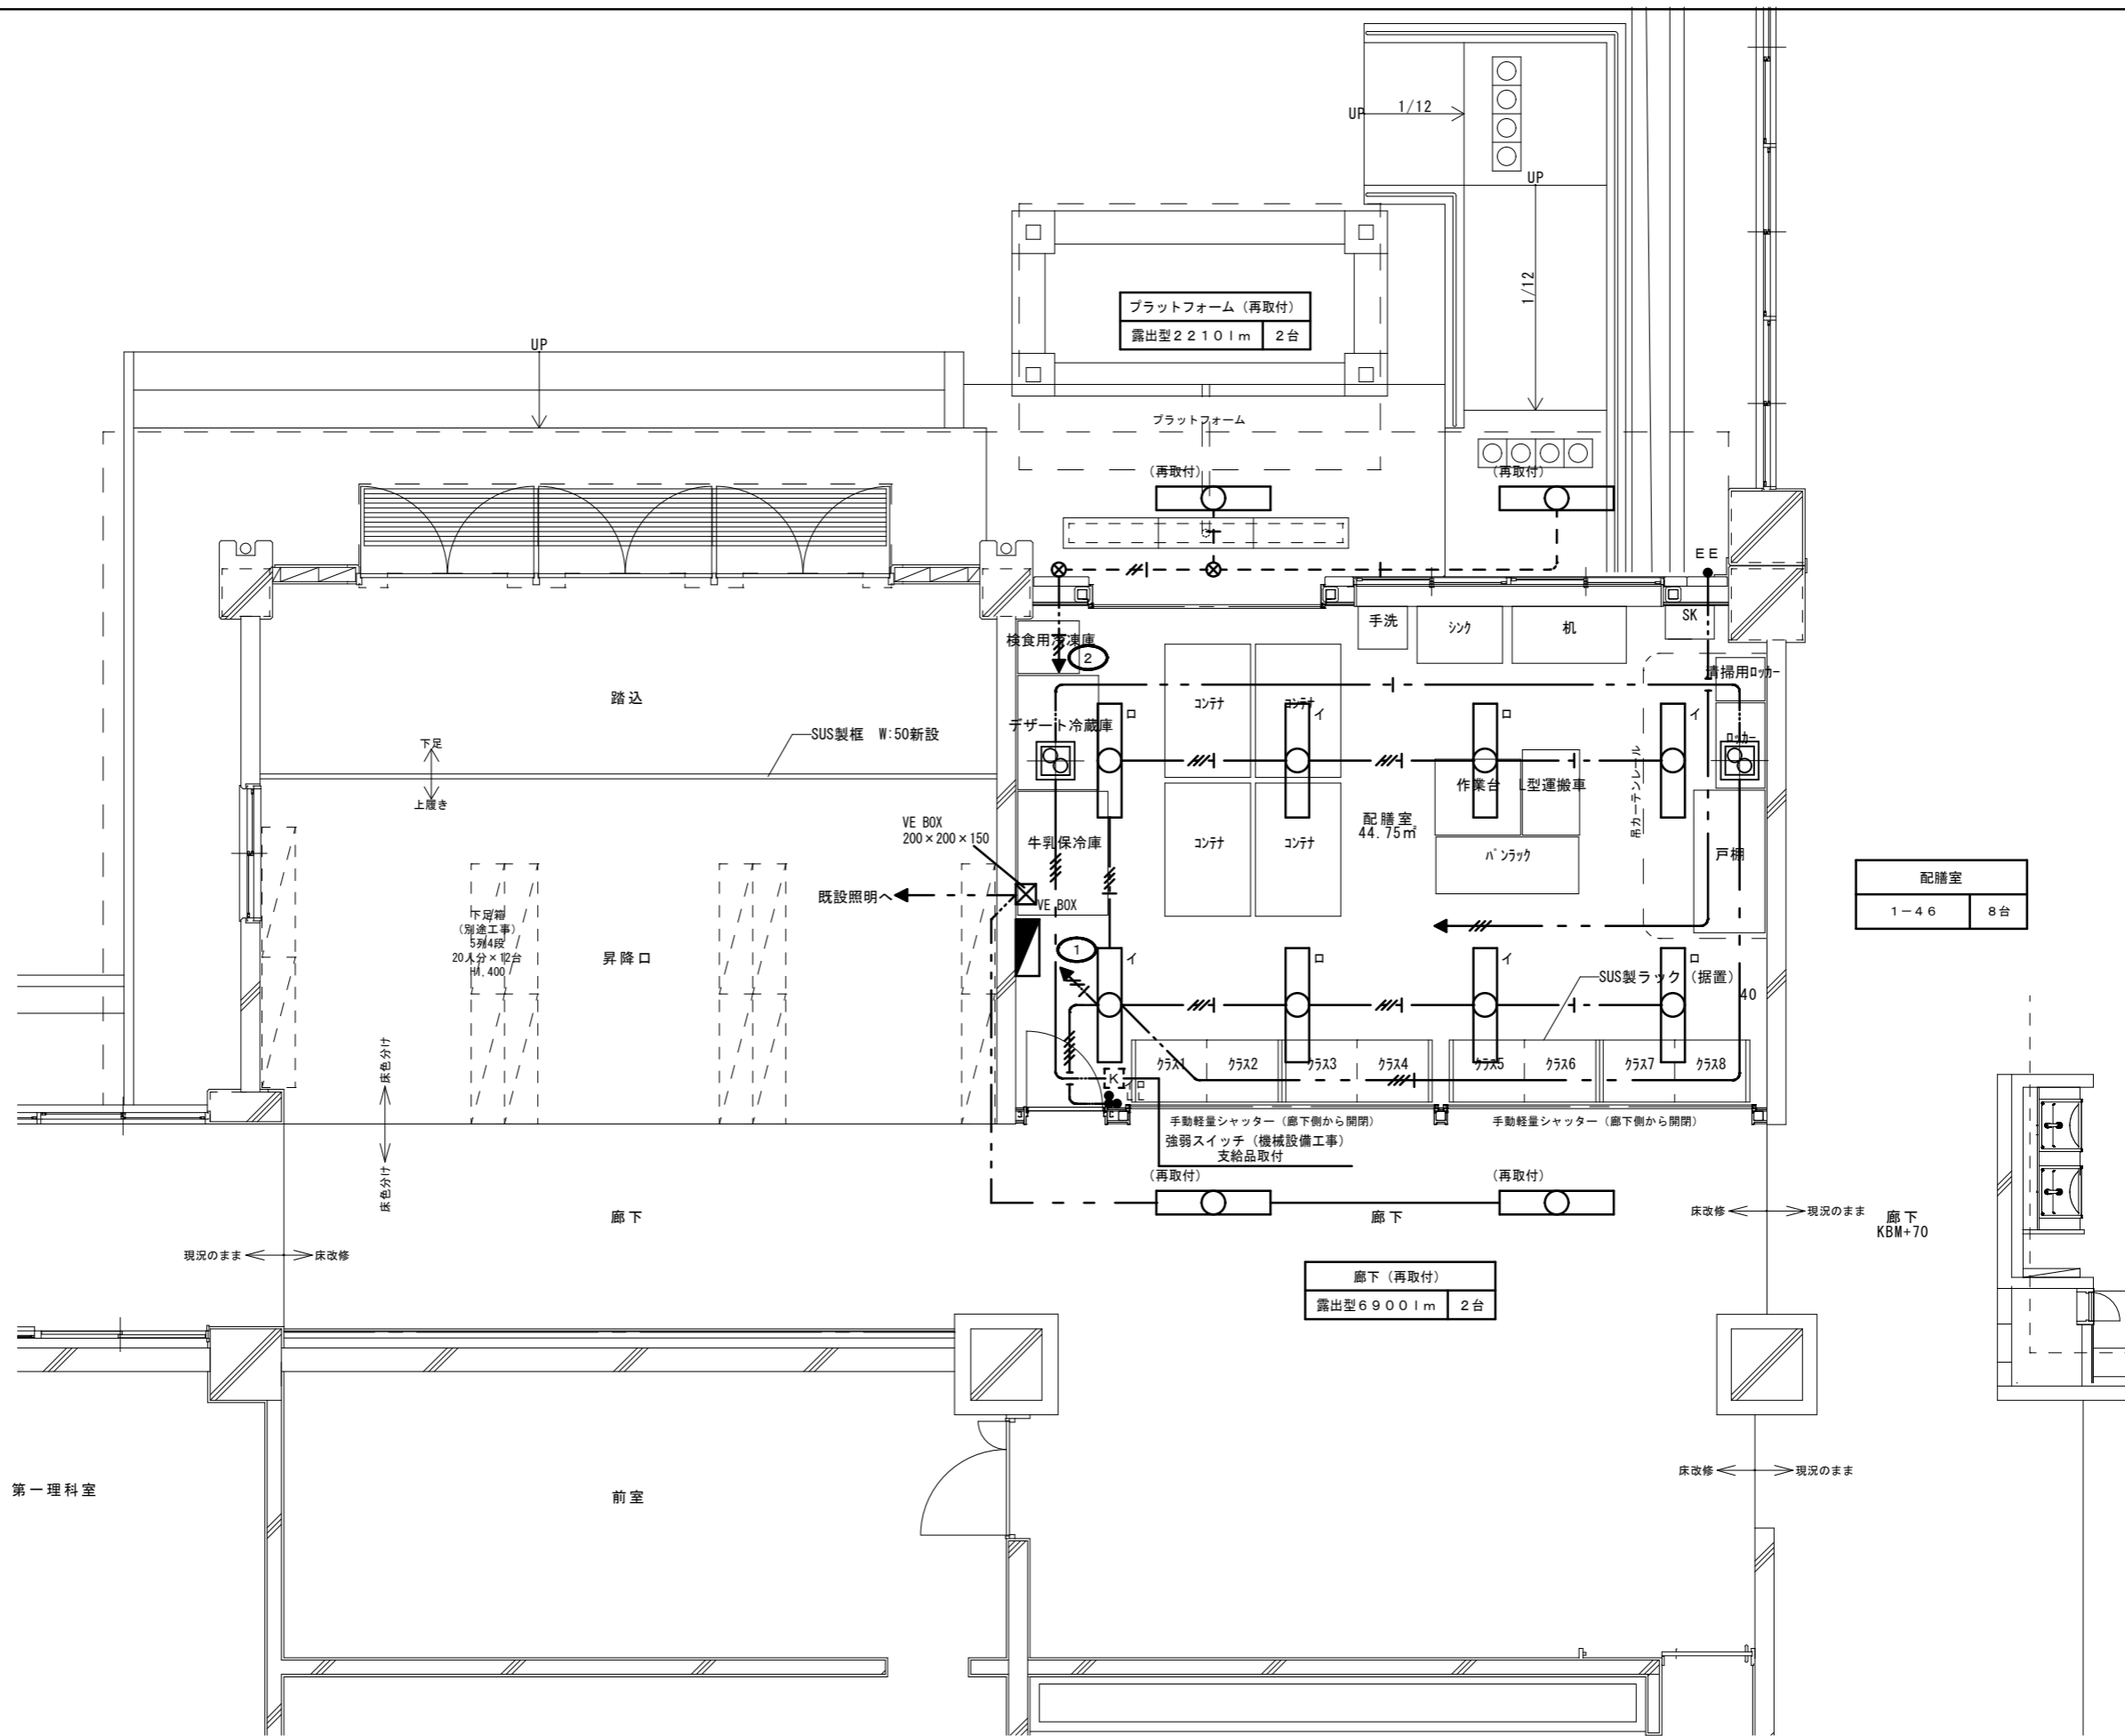 UP
1/12
UP
1/12
プラットフォーム（再取付）
露出型2210lm 2台
UP
プラットフォーム
（再取付）
（再取付）
EE
手洗
シンク
机
SK
検食用冷凍庫
2
清掃用ロッカー
踏込
コンテナ
コンテナ
ロ
イ
ロ
イ
デザート冷蔵庫
SUS製框 W:50新設
ロッカー
下足
上履き
作業台
L型運搬車
吊カーテンレール
配膳室
44.75㎡
VE BOX
200×200×150
牛乳保冷庫
コンテナ
コンテナ
パンラック
戸棚
配膳室
1－46 8台
既設照明へ
VE BOX
下足箱
（別途工事）
5列4段
20人分×12台
H1,400
昇降口
1
イ
ロ
イ
ロ
SUS製ラック（据置）
40
床色分け
床色分け
クラス1
クラス2
クラス3
クラス4
クラス5
クラス6
クラス7
クラス8
K
イ
ロ
L
L
手動軽量シャッター（廊下側から開閉）
手動軽量シャッター（廊下側から開閉）
強弱スイッチ（機械設備工事）
支給品取付
（再取付）
（再取付）
廊下
廊下
床改修
現況のまま
廊下
KBM+70
現況のまま
床改修
廊下（再取付）
露出型6900lm 2台
床改修
現況のまま
第一理科室
前室